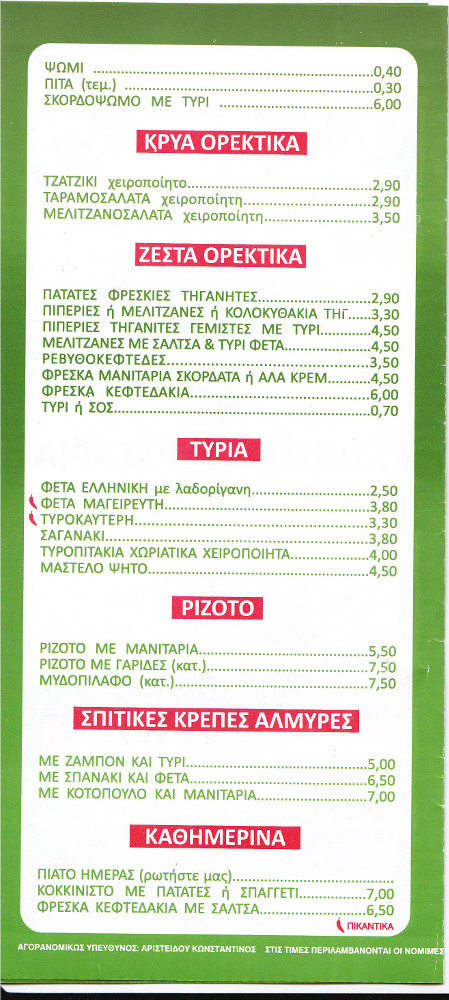 ΨΩΜΙ ...............0,40
ΠΙΤΑ (τεμ.) ...............0,30
ΣΚΟΡΔΟΨΩΜΟ ΜΕ ΤΥΡΙ ...............6,00
ΚΡΥΑ ΟΡΕΚΤΙΚΑ
ΤΖΑΤΖΙΚΙ χειροποίητο...............2,90
ΤΑΡΑΜΟΣΑΛΑΤΑ χειροποίητη...............2,90
ΜΕΛΙΤΖΑΝΟΣΑΛΑΤΑ χειροποίητη...............3,50
ΖΕΣΤΑ ΟΡΕΚΤΙΚΑ
ΠΑΤΑΤΕΣ ΦΡΕΣΚΙΕΣ ΤΗΓΑΝΗΤΕΣ...............2,90
ΠΙΠΕΡΙΕΣ ή ΜΕΛΙΤΖΑΝΕΣ ή ΚΟΛΟΚΥΘΑΚΙΑ ΤΗΓ......3,30
ΠΙΠΕΡΙΕΣ ΤΗΓΑΝΙΤΕΣ ΓΕΜΙΣΤΕΣ ΜΕ ΤΥΡΙ...........4,50
ΜΕΛΙΤΖΑΝΕΣ ΜΕ ΣΑΛΤΣΑ & ΤΥΡΙ ΦΕΤΑ...............4,50
ΡΕΒΥΘΟΚΕΦΤΕΔΕΣ...............3,50
ΦΡΕΣΚΑ ΜΑΝΙΤΑΡΙΑ ΣΚΟΡΔΑΤΑ ή ΑΛΑ ΚΡΕΜ.........4,50
ΦΡΕΣΚΑ ΚΕΦΤΕΔΑΚΙΑ...............6,00
ΤΥΡΙ ή ΣΟΣ...............0,70
ΤΥΡΙΑ
ΦΕΤΑ ΕΛΛΗΝΙΚΗ με λαδορίγανη...............2,50
ΦΕΤΑ ΜΑΓΕΙΡΕΥΤΗ...............3,80
ΤΥΡΟΚΑΥΤΕΡΗ...............3,30
ΣΑΓΑΝΑΚΙ...............3,80
ΤΥΡΟΠΙΤΑΚΙΑ ΧΩΡΙΑΤΙΚΑ ΧΕΙΡΟΠΟΙΗΤΑ...............4,00
ΜΑΣΤΕΛΟ ΨΗΤΟ...............4,50
ΡΙΖΟΤΟ
ΡΙΖΟΤΟ ΜΕ ΜΑΝΙΤΑΡΙΑ...............5,50
ΡΙΖΟΤΟ ΜΕ ΓΑΡΙΔΕΣ (κατ.)...............7,50
ΜΥΔΟΠΙΛΑΦΟ (κατ.)...............7,50
ΣΠΙΤΙΚΕΣ ΚΡΕΠΕΣ ΑΛΜΥΡΕΣ
ΜΕ ΖΑΜΠΟΝ ΚΑΙ ΤΥΡΙ...............5,00
ΜΕ ΣΠΑΝΑΚΙ ΚΑΙ ΦΕΤΑ...............6,50
ΜΕ ΚΟΤΟΠΟΥΛΟ ΚΑΙ ΜΑΝΙΤΑΡΙΑ...............7,00
ΚΑΘΗΜΕΡΙΝΑ
ΠΙΑΤΟ ΗΜΕΡΑΣ (ρωτήστε μας)...............
ΚΟΚΚΙΝΙΣΤΟ ΜΕ ΠΑΤΑΤΕΣ ή ΣΠΑΓΓΕΤΙ...............7,00
ΦΡΕΣΚΑ ΚΕΦΤΕΔΑΚΙΑ ΜΕ ΣΑΛΤΣΑ...............6,50
ΠΙΚΑΝΤΙΚΑ
ΑΓΟΡΑΝΟΜΙΚΩΣ ΥΠΕΥΘΥΝΟΣ: ΑΡΙΣΤΕΙΔΟΥ ΚΩΝΣΤΑΝΤΙΝΟΣ ΣΤΙΣ ΤΙΜΕΣ ΠΕΡΙΛΑΜΒΑΝΟΝΤΑΙ ΟΙ ΝΟΜΙΜΕΣ